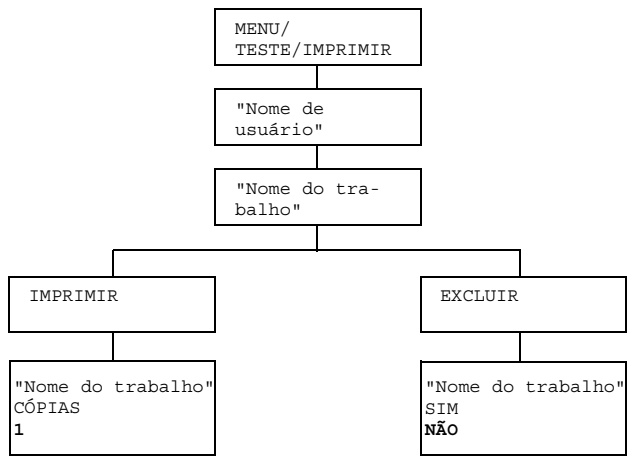 MENU/
TESTE/IMPRIMIR
"Nome de
usuário"
"Nome do tra-
balho"
IMPRIMIR
EXCLUIR
"Nome do trabalho"
CÓPIAS
1
"Nome do trabalho"
SIM
NÃO